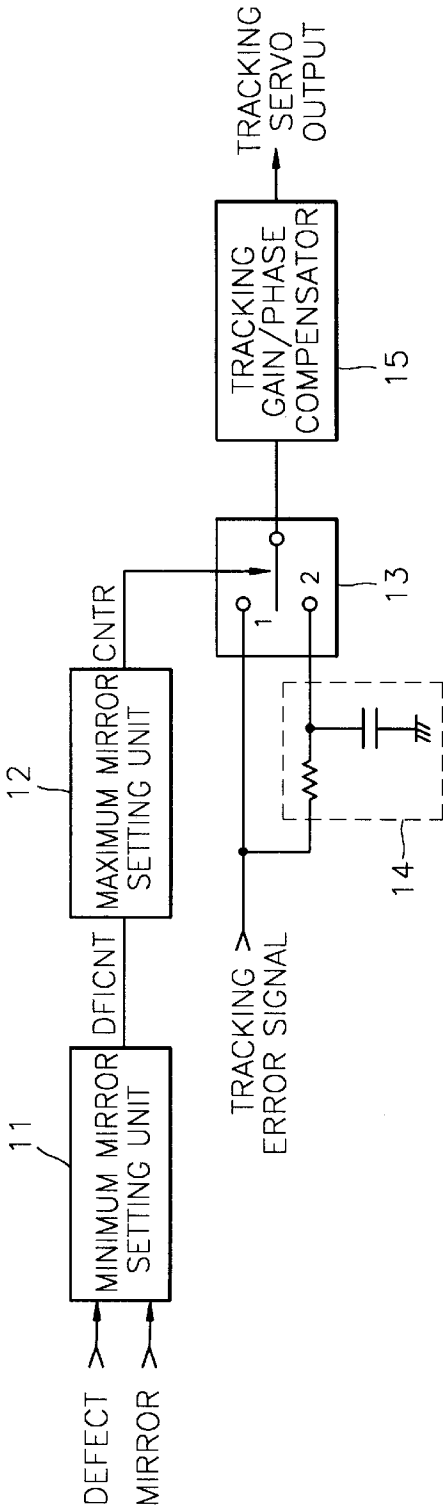 DEFECT
MIRROR
11
MINIMUM MIRROR
SETTING UNIT
DFICNT
12
MAXIMUM MIRROR
SETTING UNIT
CNTR
TRACKING
ERROR SIGNAL
14
1
2
13
TRACKING
GAIN/PHASE
COMPENSATOR
15
TRACKING
SERVO
OUTPUT